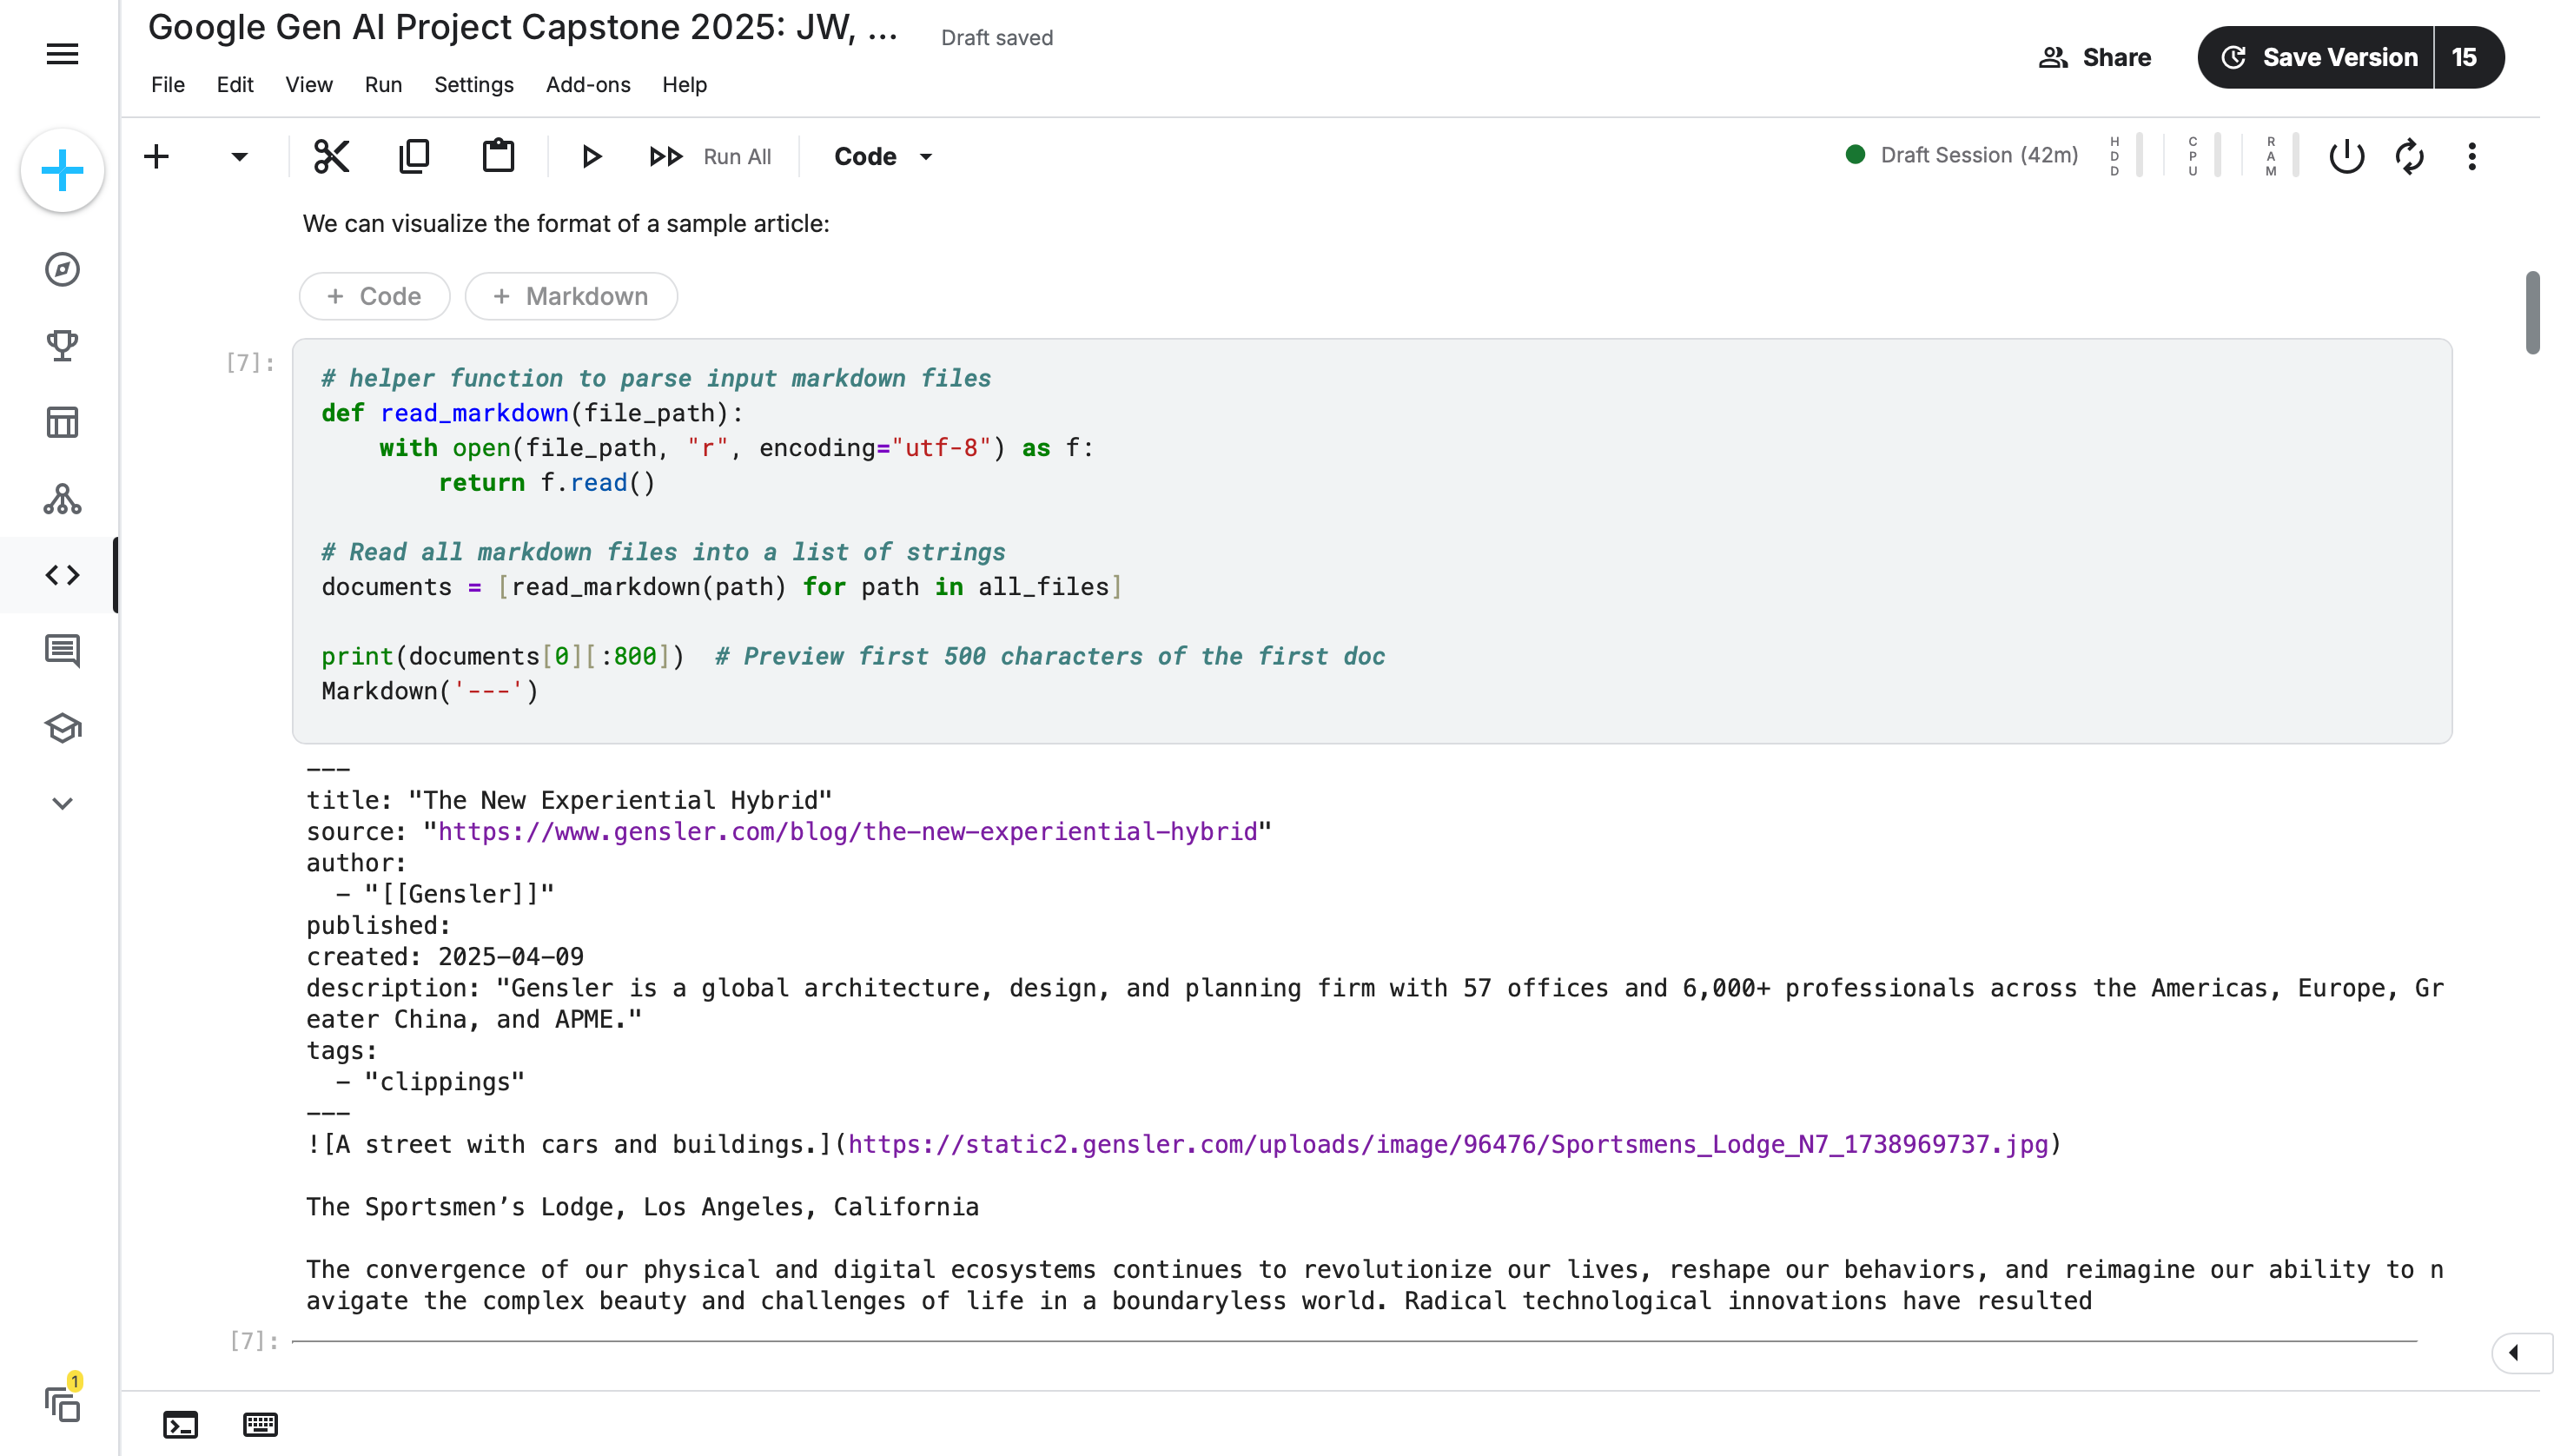 Google Gen AI Project Capstone 2025: JW, ...
Draft saved
File Edit View Run Settings Add-ons Help
Share
Save Version 15
Run All
Code
Draft Session (42m)
HDD
CPU
RAM
We can visualize the format of a sample article:
+ Code
+ Markdown
[7]:
# helper function to parse input markdown files
def read_markdown(file_path):
    with open(file_path, "r", encoding="utf-8") as f:
        return f.read()
# Read all markdown files into a list of strings
documents = [read_markdown(path) for path in all_files]
print(documents[0][:800])  # Preview first 500 characters of the first doc
Markdown('---')
---
title: "The New Experiential Hybrid"
source: "https://www.gensler.com/blog/the-new-experiential-hybrid"
author:
  - "[[Gensler]]"
published:
created: 2025-04-09
description: "Gensler is a global architecture, design, and planning firm with 57 offices and 6,000+ professionals across the Americas, Europe, Gr
eater China, and APME."
tags:
  - "clippings"
---
![A street with cars and buildings.](https://static2.gensler.com/uploads/image/96476/Sportsmens_Lodge_N7_1738969737.jpg)
The Sportsmen’s Lodge, Los Angeles, California
The convergence of our physical and digital ecosystems continues to revolutionize our lives, reshape our behaviors, and reimagine our ability to n
avigate the complex beauty and challenges of life in a boundaryless world. Radical technological innovations have resulted
[7]:
1